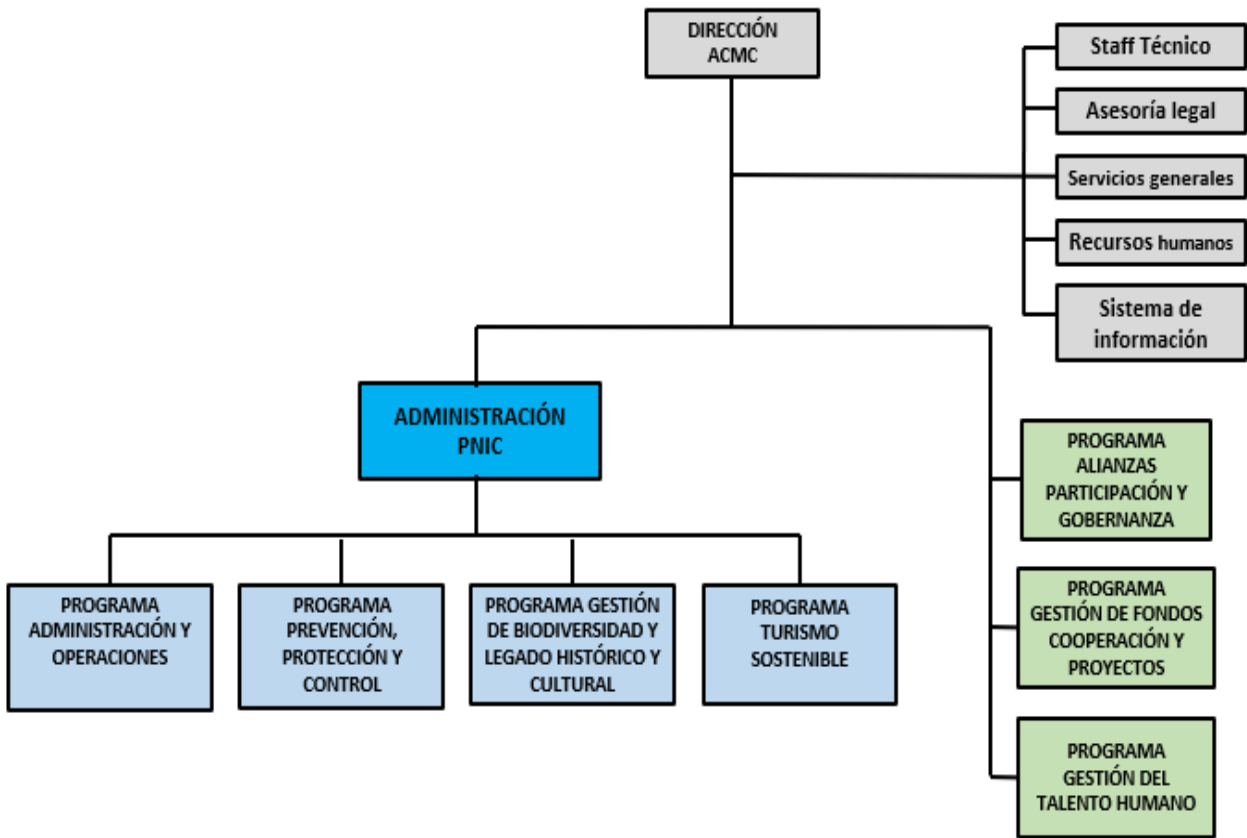 DIRECCIÓN
ACMC
Staff Técnico
Asesoría legal
Servicios generales
Recursos humanos
Sistema de
información
ADMINISTRACIÓN
PNIC
PROGRAMA
ALIANZAS
PARTICIPACIÓN Y
GOBERNANZA
PROGRAMA
GESTIÓN DE FONDOS
COOPERACIÓN Y
PROYECTOS
PROGRAMA
GESTIÓN DEL
TALENTO HUMANO
PROGRAMA
ADMINISTRACIÓN Y
OPERACIONES
PROGRAMA
PREVENCIÓN,
PROTECCIÓN Y
CONTROL
PROGRAMA GESTIÓN
DE BIODIVERSIDAD Y
LEGADO HISTÓRICO Y
CULTURAL
PROGRAMA
TURISMO
SOSTENIBLE